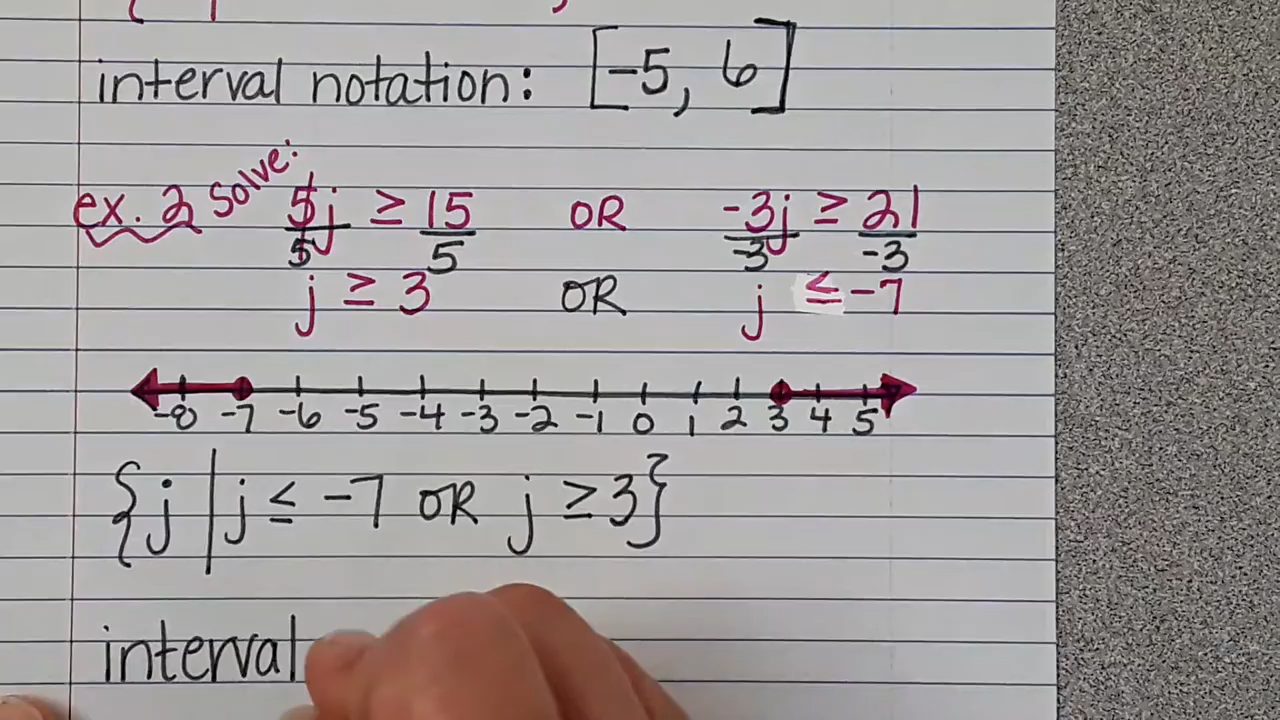 interval notation: [-5, 6]
ex. 2 Solve: 5j ≥ 15 OR -3j ≥ 21
5 5 -3 -3
j ≥ 3 OR j ≤ -7
-8 -7 -6 -5 -4 -3 -2 -1 0 1 2 3 4 5
{j | j ≤ -7 OR j ≥ 3}
interval